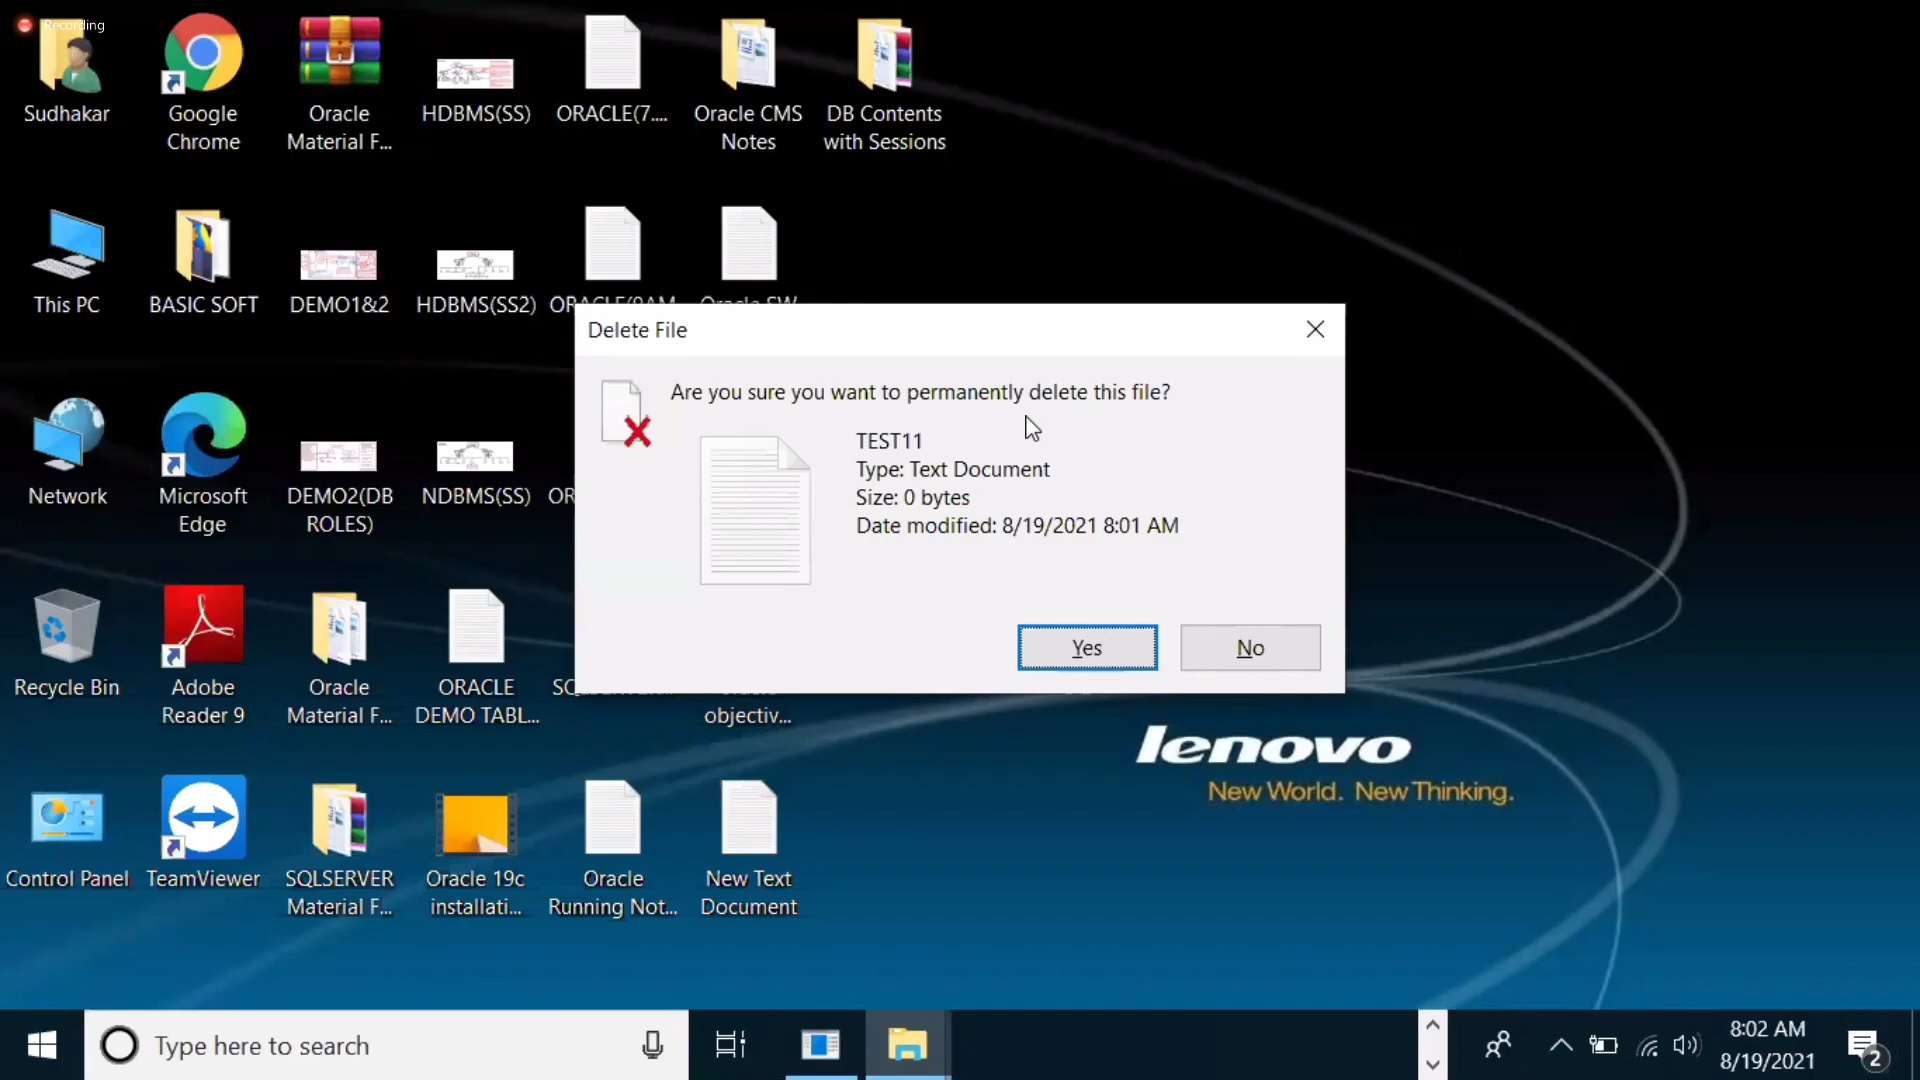 Recording
Sudhakar
Google
Chrome
Oracle
Material F...
HDBMS(SS)
ORACLE(7....
Oracle CMS
Notes
DB Contents
with Sessions
This PC
BASIC SOFT
DEMO1&2
HDBMS(SS2)
Delete File
Are you sure you want to permanently delete this file?
TEST11
Type: Text Document
Size: 0 bytes
Date modified: 8/19/2021 8:01 AM
Yes
No
Network
Microsoft
Edge
DEMO2(DB
ROLES)
NDBMS(SS)
OR
Recycle Bin
Adobe
Reader 9
Oracle
Material F...
ORACLE
DEMO TABL...
objectiv...
lenovo
New World. New Thinking.
Control Panel
TeamViewer
SQLSERVER
Material F...
Oracle 19c
installati...
Oracle
Running Not...
New Text
Document
Type here to search
8:02 AM
8/19/2021
2